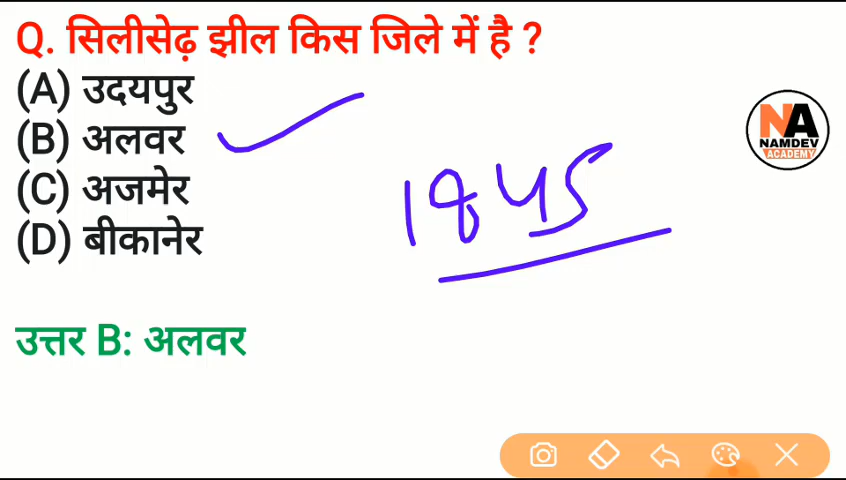 Q. सिलीसेढ़ झील किस जिले में है ?
(A) उदयपुर
(B) अलवर
(C) अजमेर
(D) बीकानेर
1845
उत्तर B: अलवर
NA
NAMDEV
ACADEMY